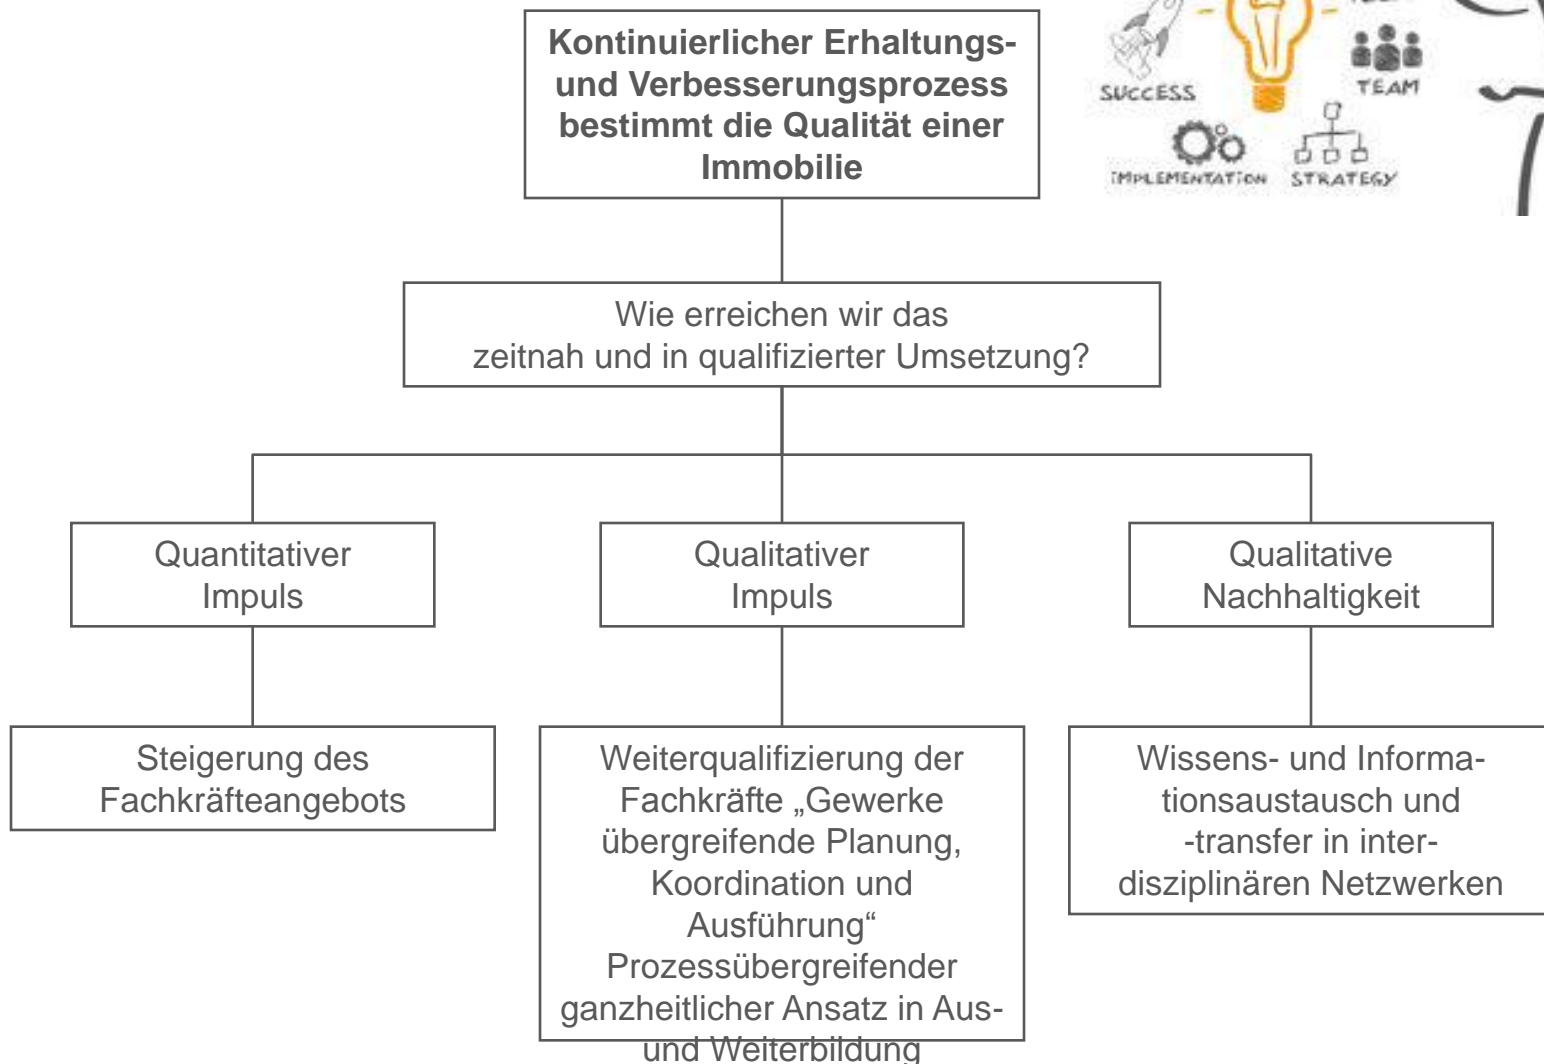 Kontinuierlicher Erhaltungs-
und Verbesserungsprozess
bestimmt die Qualität einer
Immobilie
SUCCESS
TEAM
IMPLEMENTATION
STRATEGY
Wie erreichen wir das
zeitnah und in qualifizierter Umsetzung?
Quantitativer
Impuls
Qualitativer
Impuls
Qualitative
Nachhaltigkeit
Steigerung des
Fachkräfteangebots
Weiterqualifizierung der
Fachkräfte „Gewerke
übergreifende Planung,
Koordination und
Ausführung“
Prozessübergreifender
ganzheitlicher Ansatz in Aus-
und Weiterbildung
Wissens- und Informa-
tionsaustausch und
-transfer in inter-
disziplinären Netzwerken